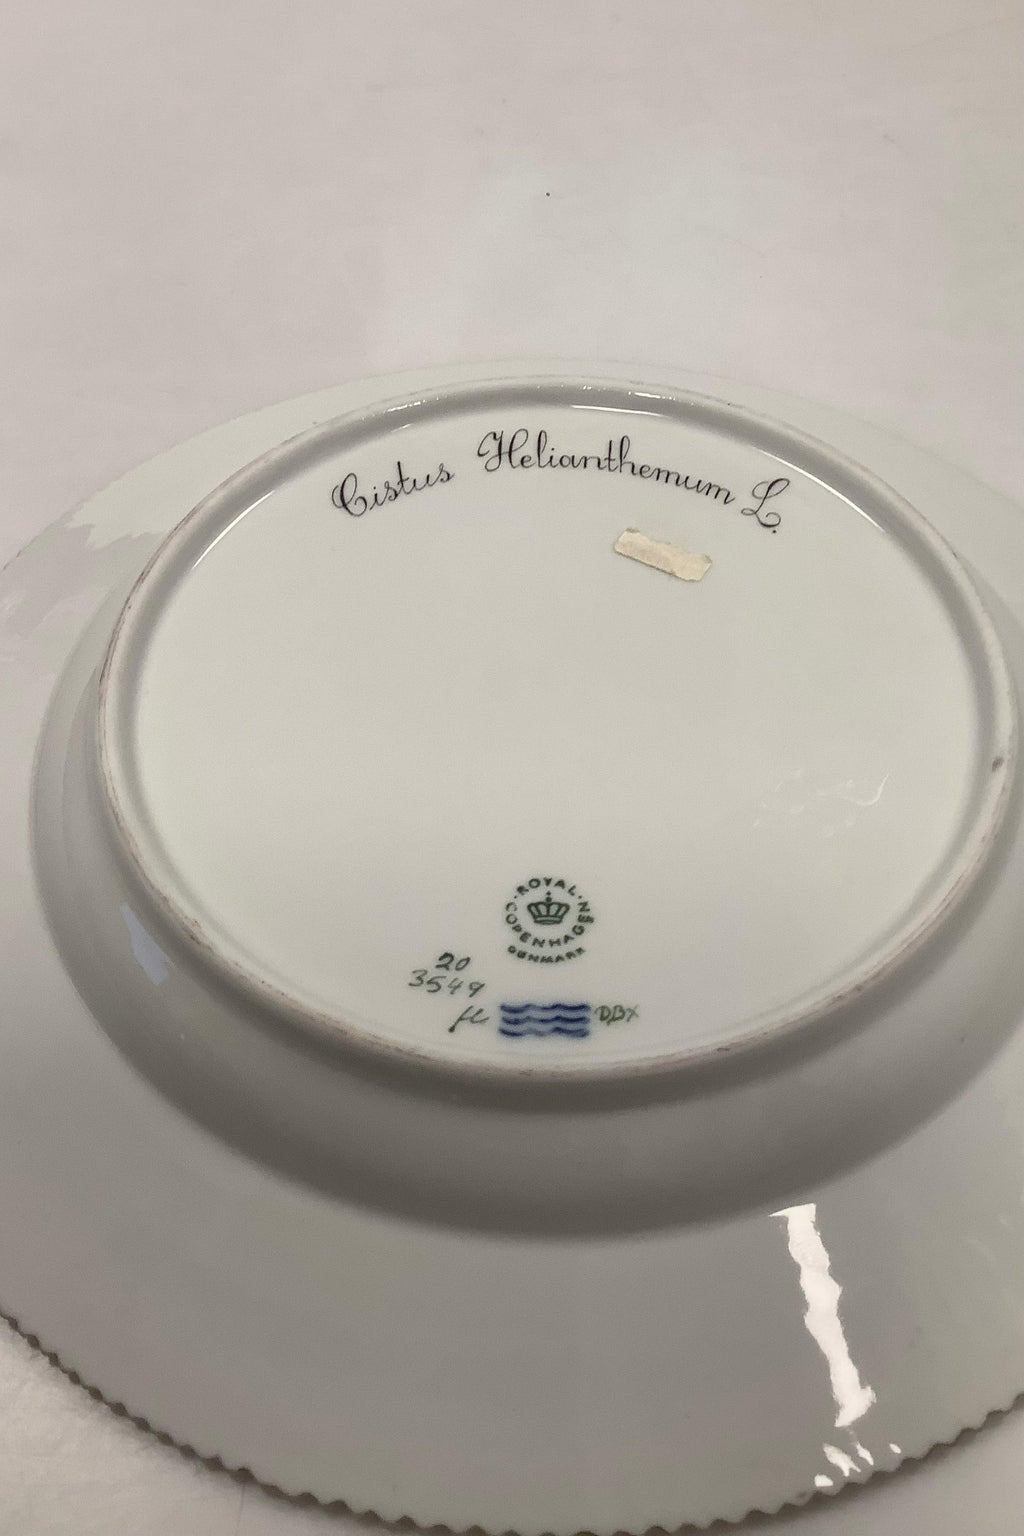 Cistus Helianthemum L.
ROYAL COPENHAGEN
DENMARK
20
3549
DBX